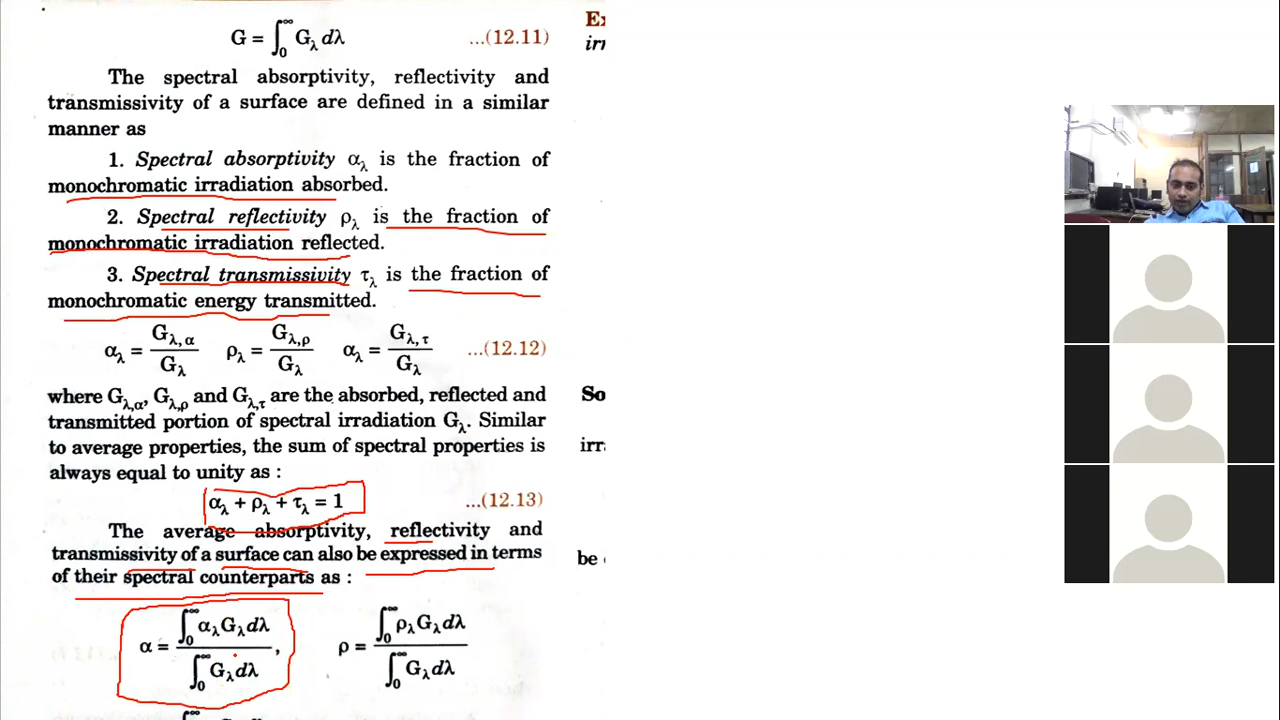 G = ∫₀^∞ G_λ dλ ...(12.11)
The spectral absorptivity, reflectivity and
transmissivity of a surface are defined in a similar
manner as
1. Spectral absorptivity α_λ is the fraction of
monochromatic irradiation absorbed.
2. Spectral reflectivity ρ_λ is the fraction of
monochromatic irradiation reflected.
3. Spectral transmissivity τ_λ is the fraction of
monochromatic energy transmitted.
α_λ = G_λ,α / G_λ ρ_λ = G_λ,ρ / G_λ α_λ = G_λ,τ / G_λ ...(12.12)
where G_λ,α, G_λ,ρ and G_λ,τ are the absorbed, reflected and
transmitted portion of spectral irradiation G_λ. Similar
to average properties, the sum of spectral properties is
always equal to unity as :
α_λ + ρ_λ + τ_λ = 1 ...(12.13)
The average absorptivity, reflectivity and
transmissivity of a surface can also be expressed in terms
of their spectral counterparts as :
α = ∫₀^∞ α_λ G_λ dλ / ∫₀^∞ G_λ dλ , ρ = ∫₀^∞ ρ_λ G_λ dλ / ∫₀^∞ G_λ dλ
So
be